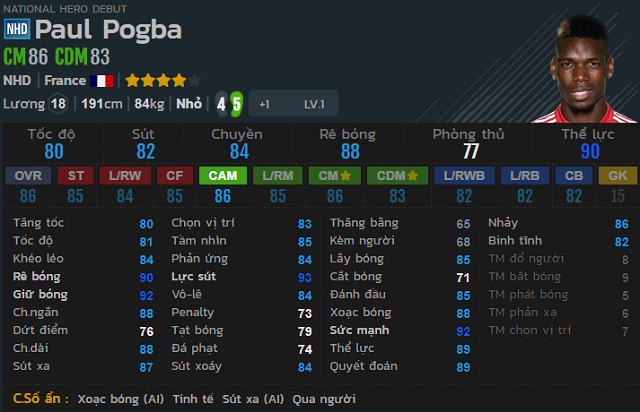 NATIONAL HERO DEBUT
NHD Paul Pogba
CM 86 CDM 83
NHD | France
Lương 18 | 191cm | 84kg | Nhỏ | 4 5 +1 LV.1
Tốc độ Sút Chuyền Rê bóng Phòng thủ Thể lực
80 82 84 88 77 90
OVR ST L/RW CF CAM L/RM CM CDM L/RWB L/RB CB GK
86 85 84 85 86 85 86 83 82 82 82 15
Tăng tốc 80 Chọn vị trí 83 Thăng bằng 65 Nhảy 86
Tốc độ 81 Tầm nhìn 85 Kèm người 68 Bình tĩnh 82
Khéo léo 84 Phản ứng 84 Lấy bóng 85 TM đổ người 8
Rê bóng 90 Lực sút 93 Cắt bóng 71 TM bắt bóng 9
Giữ bóng 92 Vô-lê 84 Đánh đầu 85 TM phát bóng 5
Ch.ngắn 88 Penalty 73 Xoạc bóng 88 TM phản xạ 6
Dứt điểm 76 Tạt bóng 79 Sức mạnh 92 TM chọn vị trí 7
Ch.dài 88 Đá phạt 74 Thể lực 89
Sút xa 87 Sút xoáy 84 Quyết đoán 89
C.Số ẩn : Xoạc bóng (AI) Tinh tế Sút xa (AI) Qua người